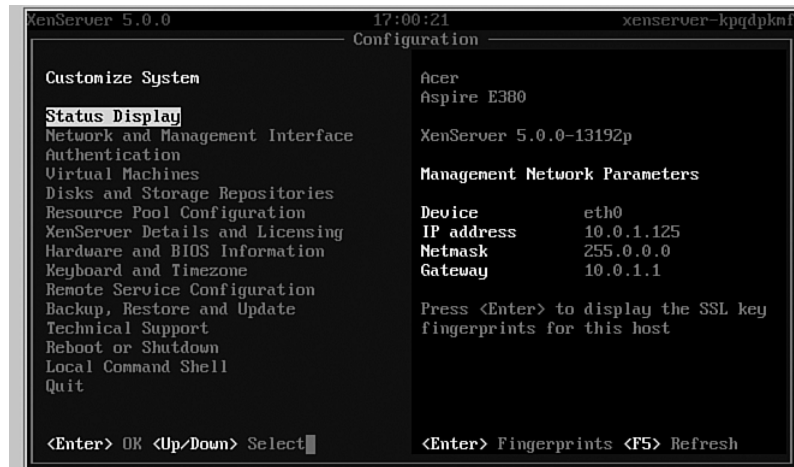 XenServer 5.0.0 17:00:21 xenserver-kpqdpkmf
Configuration
Customize System
Status Display
Network and Management Interface
Authentication
Virtual Machines
Disks and Storage Repositories
Resource Pool Configuration
XenServer Details and Licensing
Hardware and BIOS Information
Keyboard and Timezone
Remote Service Configuration
Backup, Restore and Update
Technical Support
Reboot or Shutdown
Local Command Shell
Quit
<Enter> OK <Up/Down> Select
Acer
Aspire E380
XenServer 5.0.0-13192p
Management Network Parameters
Device eth0
IP address 10.0.1.125
Netmask 255.0.0.0
Gateway 10.0.1.1
Press <Enter> to display the SSL key
fingerprints for this host
<Enter> Fingerprints <F5> Refresh